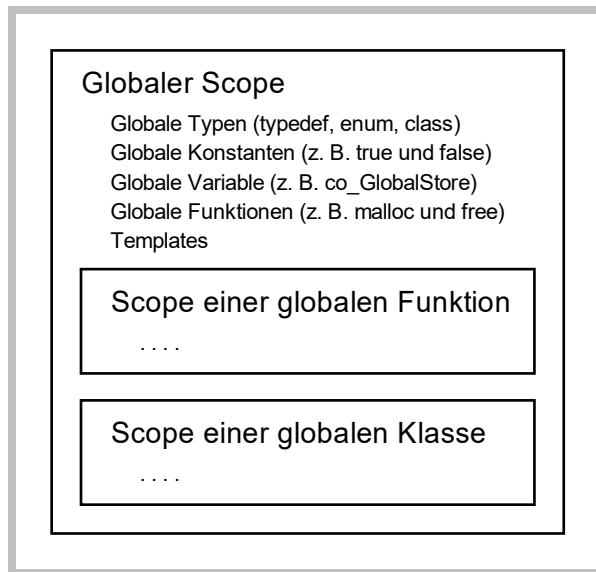 Globaler Scope
Globale Typen (typedef, enum, class)
Globale Konstanten (z. B. true und false)
Globale Variable (z. B. co_GlobalStore)
Globale Funktionen (z. B. malloc und free)
Templates
Scope einer globalen Funktion
. . . .
Scope einer globalen Klasse
. . . .